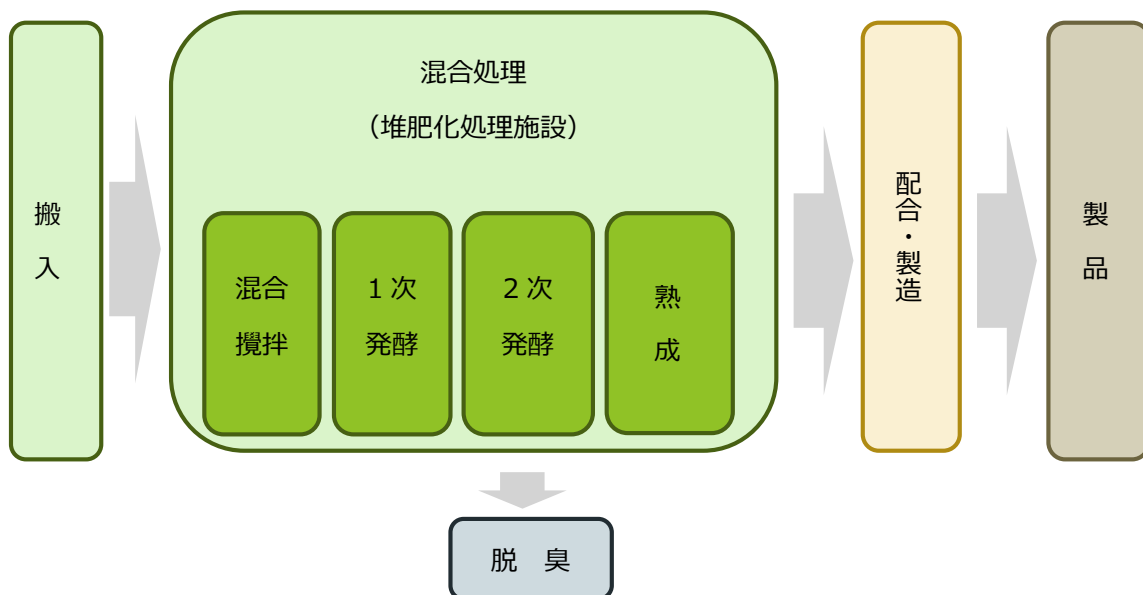 搬
入
混合処理
（堆肥化処理施設）
混合
攪拌
１次
発酵
２次
発酵
熟
成
配合・製造
製
品
脱　臭